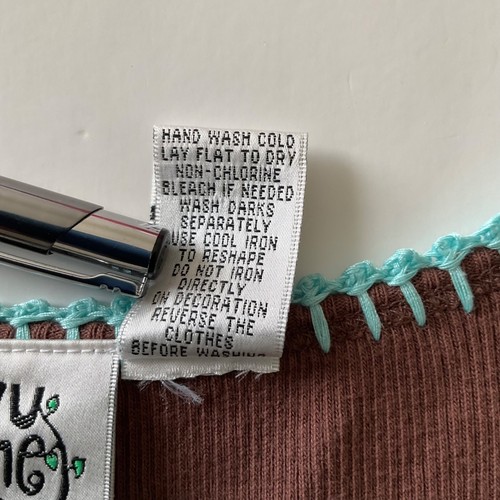 HAND WASH COLD
LAY FLAT TO DRY
NON-CHLORINE
BLEACH IF NEEDED
WASH DARKS
SEPARATELY
USE COOL IRON
TO RESHAPE
DO NOT IRON
DIRECTLY
ON DECORATION
REVERSE THE
CLOTHES
BEFORE WASHING